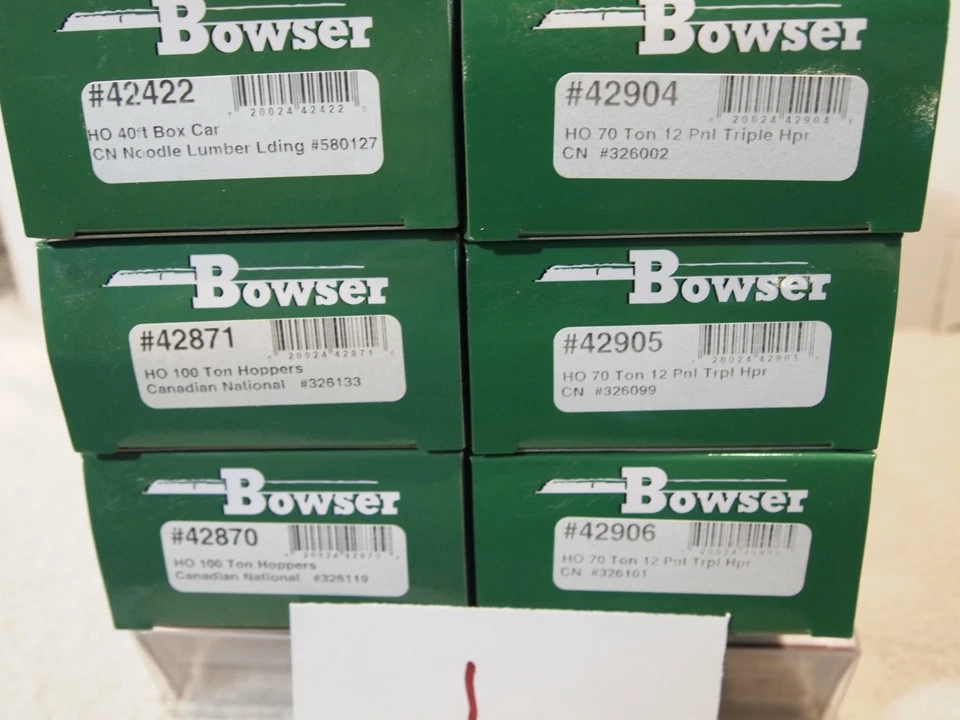 Bowser
#42422
20024 42422
HO 40ft Box Car
CN Noodle Lumber Lding #580127
Bowser
#42904
20024 42904
HO 70 Ton 12 Pnl Triple Hpr
CN #326002
Bowser
#42871
20024 42871
HO 100 Ton Hoppers
Canadian National #326133
Bowser
#42905
20024 42905
HO 70 Ton 12 Pnl Trpl Hpr
CN #326099
Bowser
#42870
HO 100 Ton Hoppers
Canadian National #326119
Bowser
#42906
HO 70 Ton 12 Pnl Trpl Hpr
CN #326101